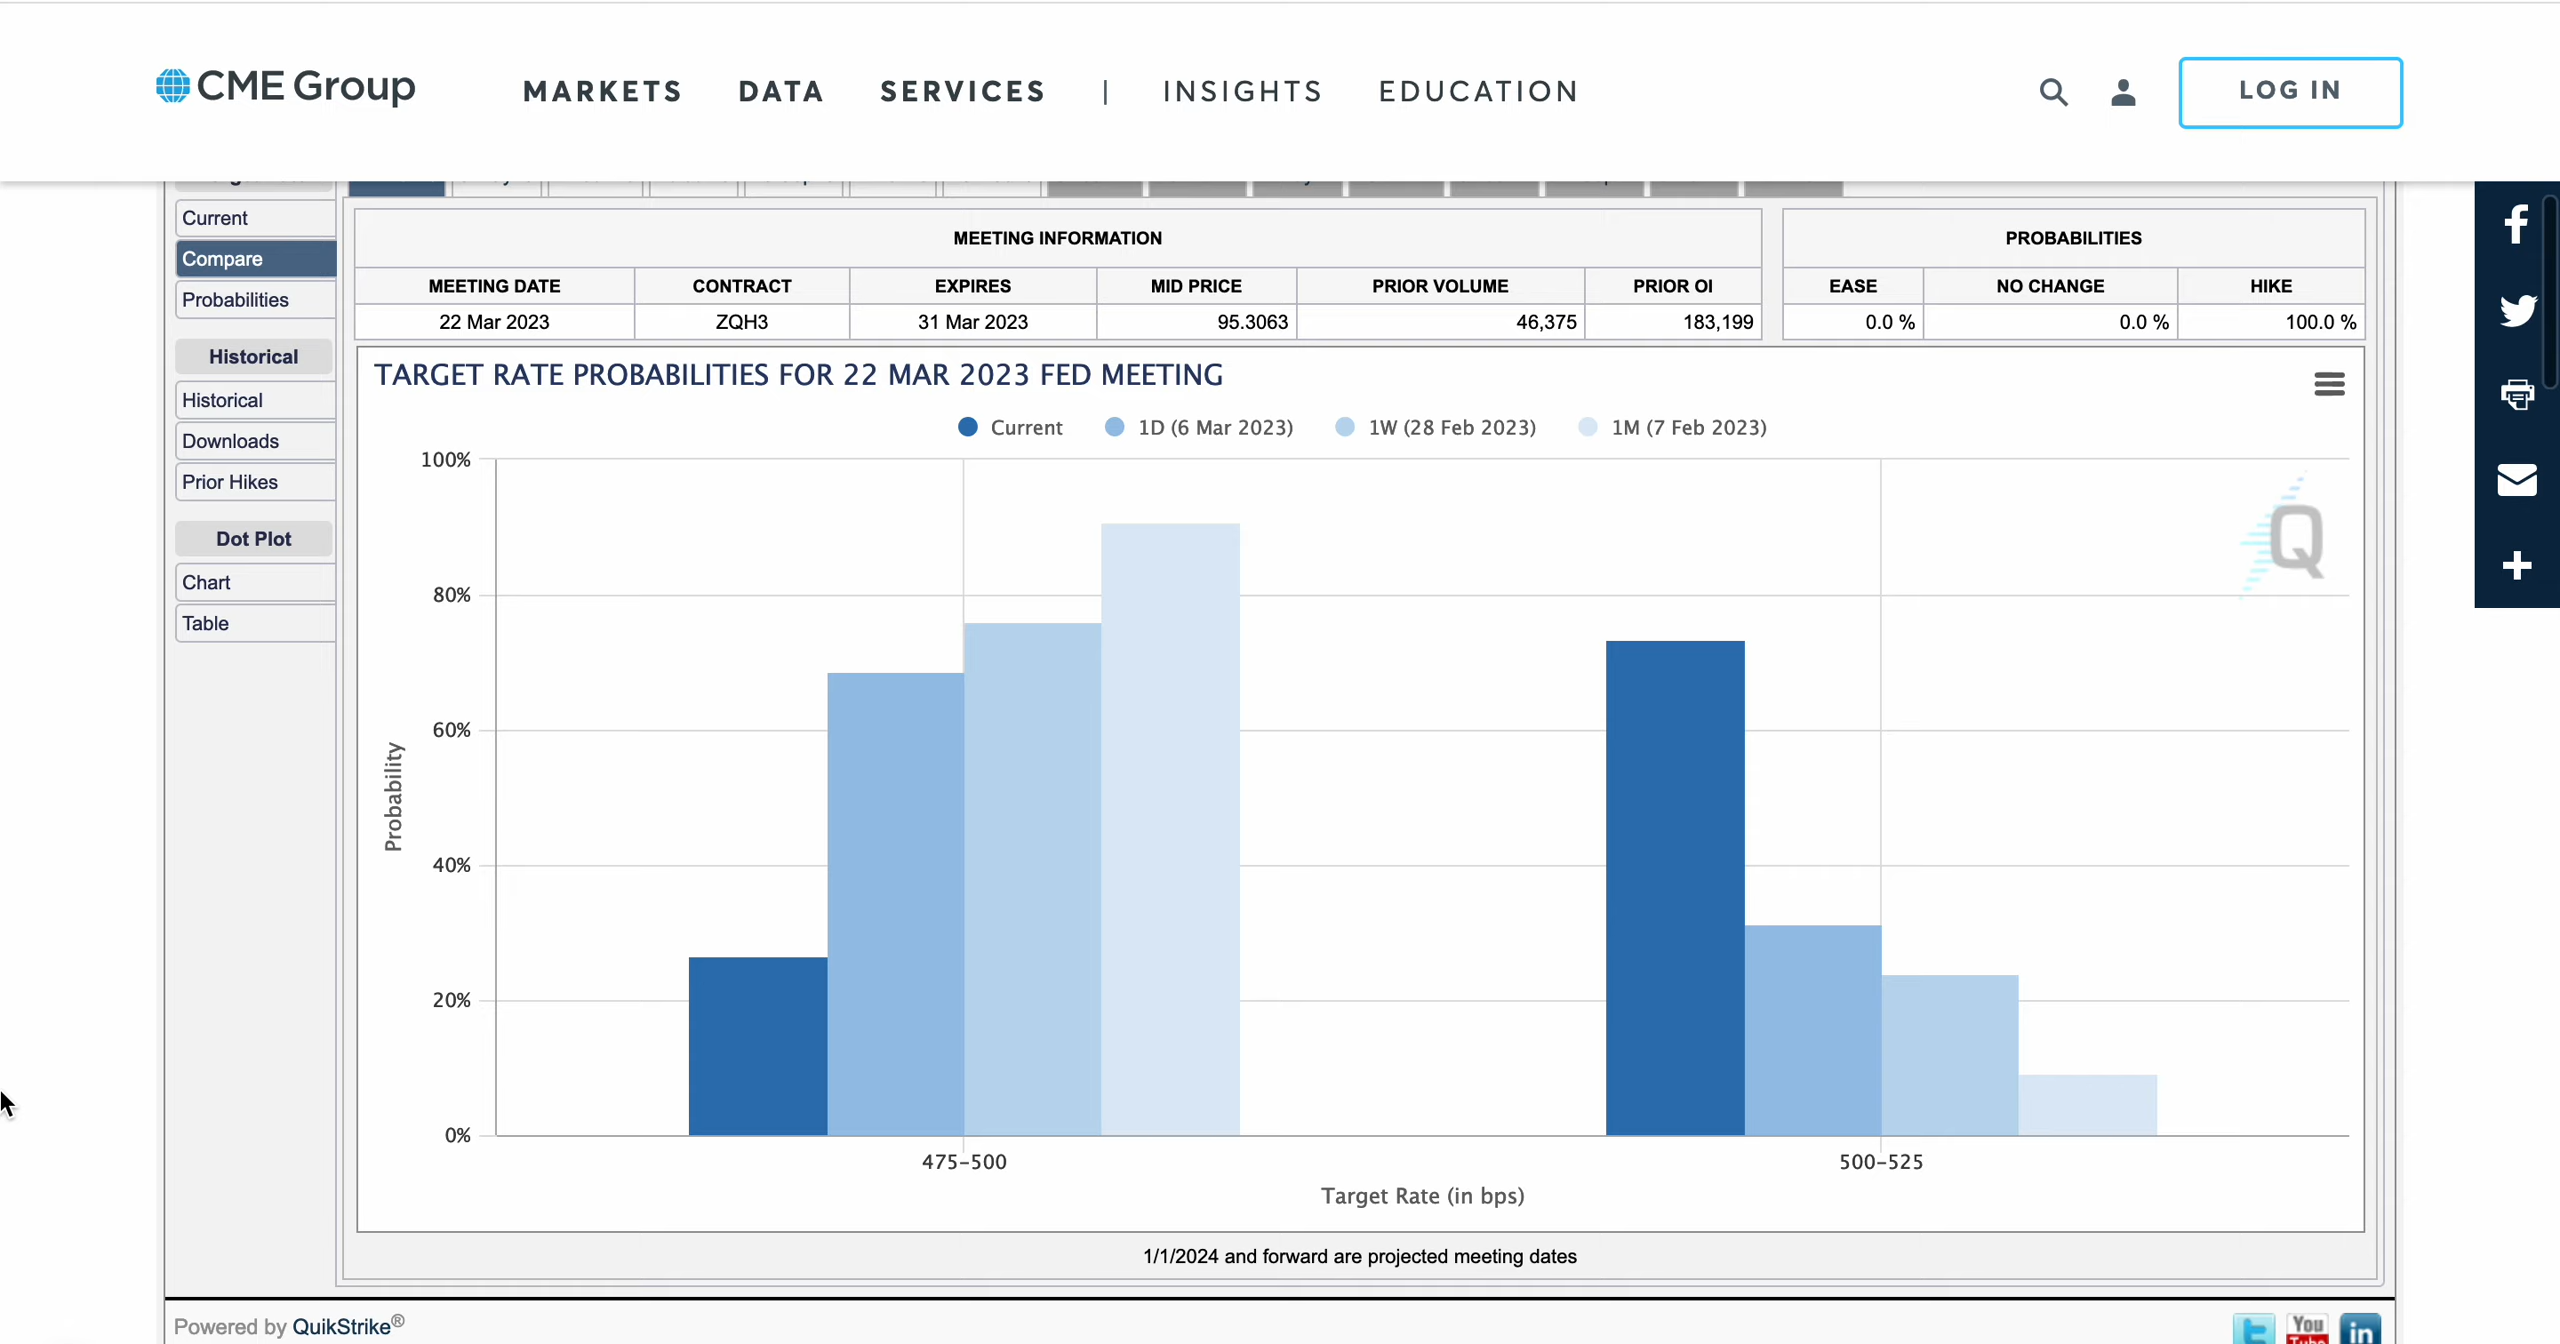 CME Group
MARKETS DATA SERVICES | INSIGHTS EDUCATION
LOG IN
Current
Compare
Probabilities
Historical
Historical
Downloads
Prior Hikes
Dot Plot
Chart
Table
MEETING INFORMATION
MEETING DATE CONTRACT EXPIRES MID PRICE PRIOR VOLUME PRIOR OI
22 Mar 2023 ZQH3 31 Mar 2023 95.3063 46,375 183,199
PROBABILITIES
EASE NO CHANGE HIKE
0.0 % 0.0 % 100.0 %
TARGET RATE PROBABILITIES FOR 22 MAR 2023 FED MEETING
Current 1D (6 Mar 2023) 1W (28 Feb 2023) 1M (7 Feb 2023)
100%
80%
60%
40%
20%
0%
Probability
Q
475-500 500-525
Target Rate (in bps)
1/1/2024 and forward are projected meeting dates
Powered by QuikStrike®
You
Tube
in